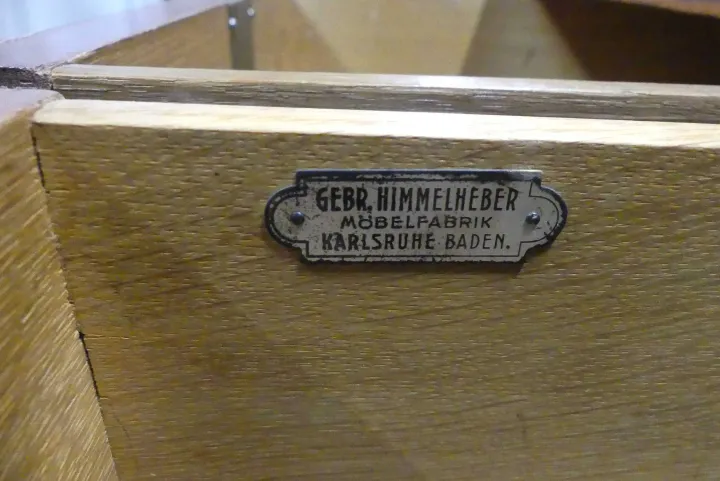 GEBR. HIMMELHEBER
MÖBELFABRIK
KARLSRUHE BADEN.